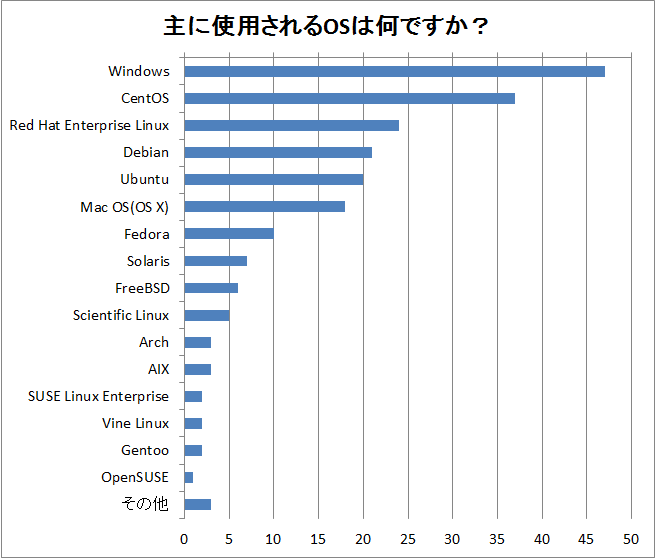 主に使用されるOSは何ですか？
Windows
CentOS
Red Hat Enterprise Linux
Debian
Ubuntu
Mac OS(OS X)
Fedora
Solaris
FreeBSD
Scientific Linux
Arch
AIX
SUSE Linux Enterprise
Vine Linux
Gentoo
OpenSUSE
その他
0 5 10 15 20 25 30 35 40 45 50